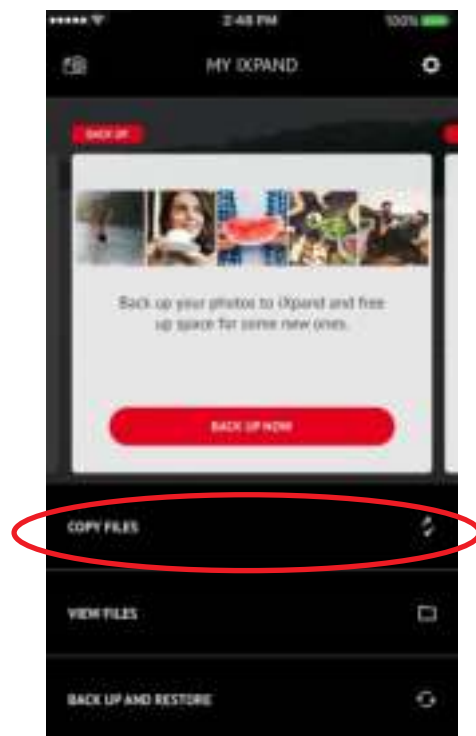 2:48 PM
100%
MY IXPAND
BACK UP
Back up your photos to iXpand and free
up space for some new ones.
BACK UP NOW
COPY FILES
VIEW FILES
BACK UP AND RESTORE